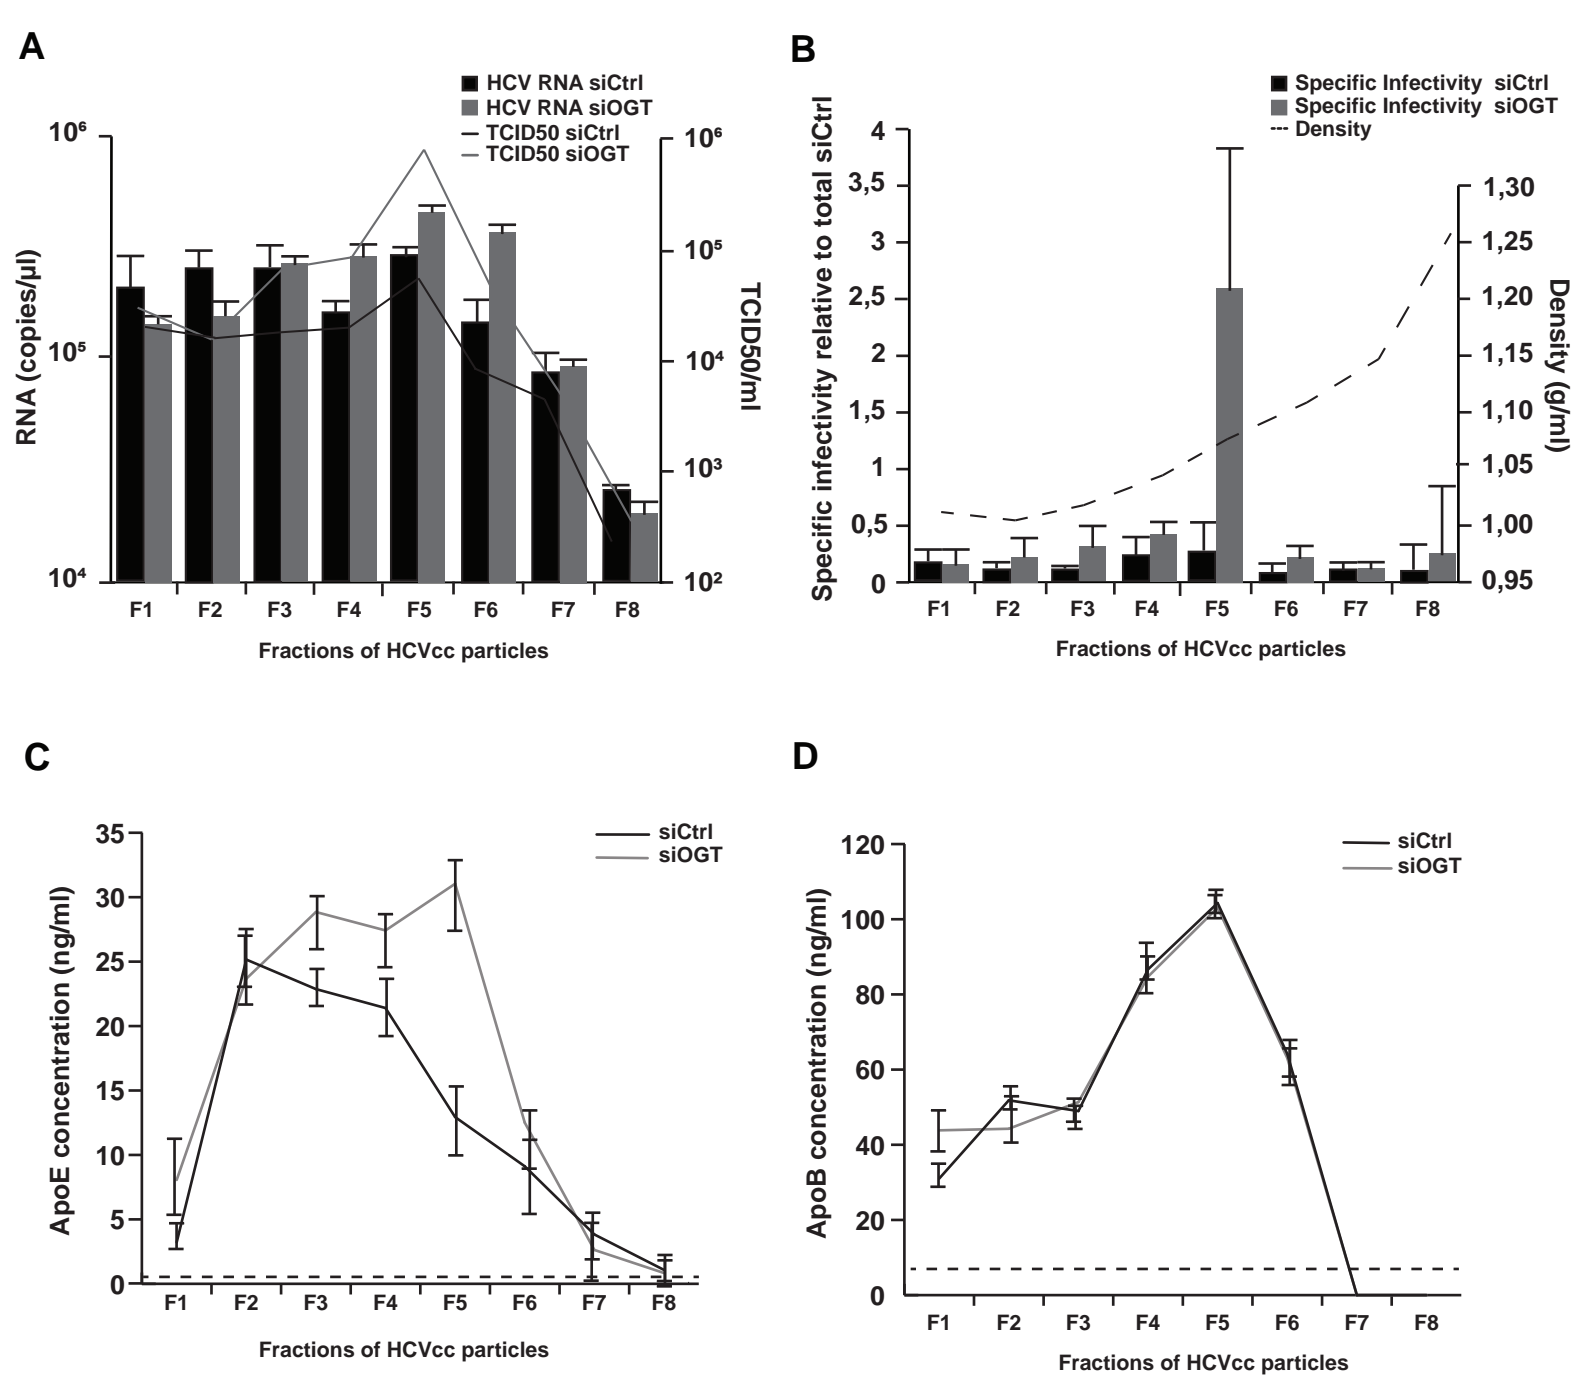 A
HCV RNA siCtrl
HCV RNA siOGT
TCID50 siCtrl
TCID50 siOGT
10⁶
10⁵
10⁴
RNA (copies/µl)
10⁶
10⁵
10⁴
10³
10²
TCID50/ml
F1 F2 F3 F4 F5 F6 F7 F8
Fractions of HCVcc particles
B
Specific Infectivity siCtrl
Specific Infectivity siOGT
Density
4
3,5
3
2,5
2
1,5
1
0,5
0
Specific infectivity relative to total siCtrl
1,30
1,25
1,20
1,15
1,10
1,05
1,00
0,95
Density (g/ml)
F1 F2 F3 F4 F5 F6 F7 F8
Fractions of HCVcc particles
C
siCtrl
siOGT
35
30
25
20
15
10
5
0
ApoE concentration (ng/ml)
F1 F2 F3 F4 F5 F6 F7 F8
Fractions of HCVcc particles
D
siCtrl
siOGT
120
100
80
60
40
20
0
ApoB concentration (ng/ml)
F1 F2 F3 F4 F5 F6 F7 F8
Fractions of HCVcc particles